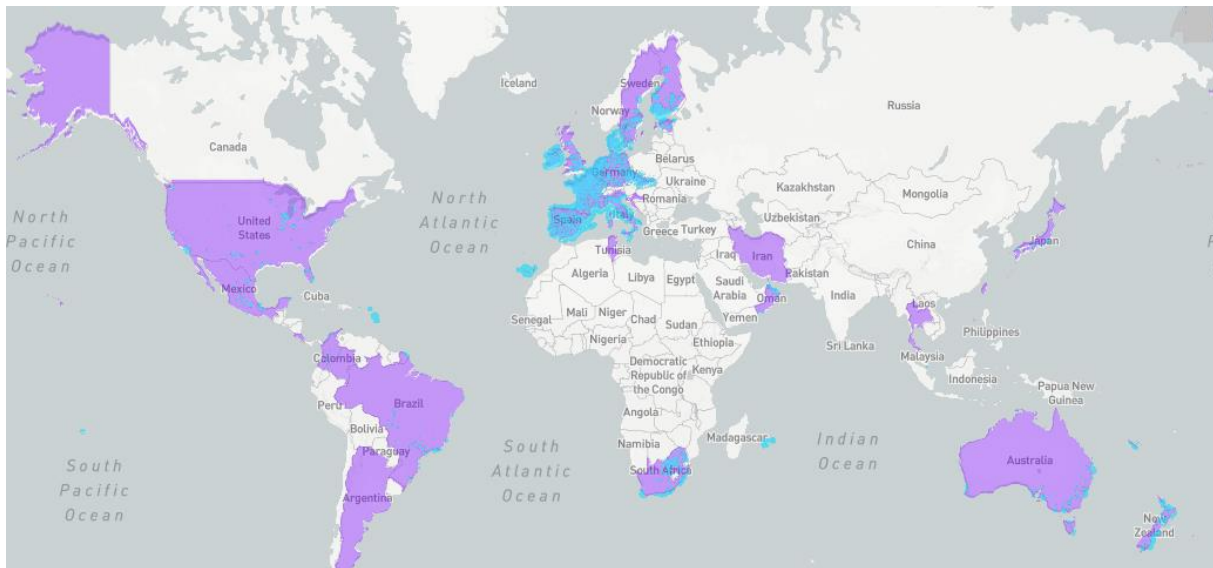 Iceland
Sweden
Norway
Russia
Canada
Belarus
Germany
Ukraine
Kazakhstan
Mongolia
Romania
North
Pacific
Ocean
United
States
North
Atlantic
Ocean
Spain
Italy
Uzbekistan
Greece
Turkey
China
Japan
Tunisia
Iraq
Iran
Pakistan
Algeria
Libya
Egypt
Saudi
Arabia
Oman
India
Laos
Mexico
Cuba
Senegal
Mali
Niger
Chad
Sudan
Yemen
Philippines
Nigeria
Ethiopia
Sri Lanka
Malaysia
Colombia
Democratic
Republic of
the Congo
Kenya
Indonesia
Papua New
Guinea
Peru
Brazil
Angola
Bolivia
Namibia
Madagascar
Indian
Ocean
South
Pacific
Ocean
Paraguay
South
Atlantic
Ocean
South Africa
Australia
Argentina
New
Zealand